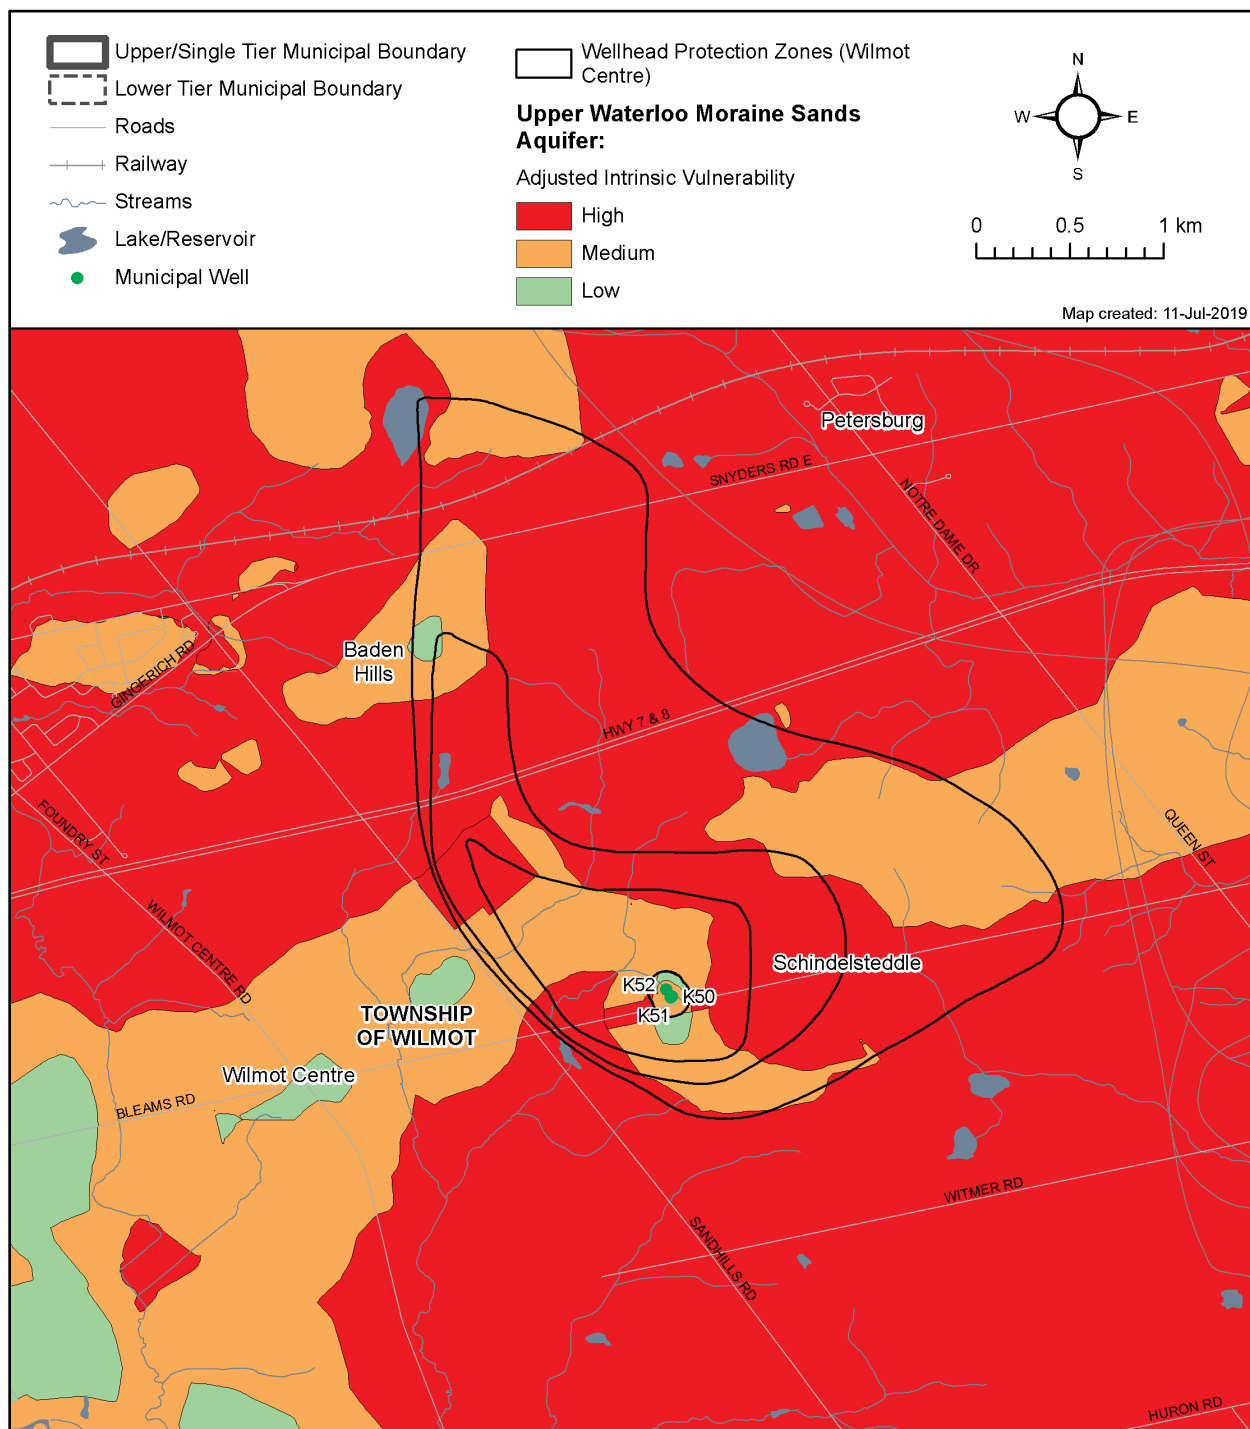 Upper/Single Tier Municipal Boundary
Lower Tier Municipal Boundary
Roads
Railway
Streams
Lake/Reservoir
Municipal Well
Wellhead Protection Zones (Wilmot
Centre)
Upper Waterloo Moraine Sands
Aquifer:
Adjusted Intrinsic Vulnerability
High
Medium
Low
N
W E
S
0 0.5 1 km
Map created: 11-Jul-2019
Petersburg
SNYDERS RD E
NOTRE DAME DR
Baden
Hills
GINGERICH RD
HWY 7 & 8
FOUNDRY ST
QUEEN ST
WILMOT CENTRE RD
Schindelsteddle
K52
K50
K51
TOWNSHIP
OF WILMOT
Wilmot Centre
BLEAMS RD
WITMER RD
SANDHILLS RD
HURON RD